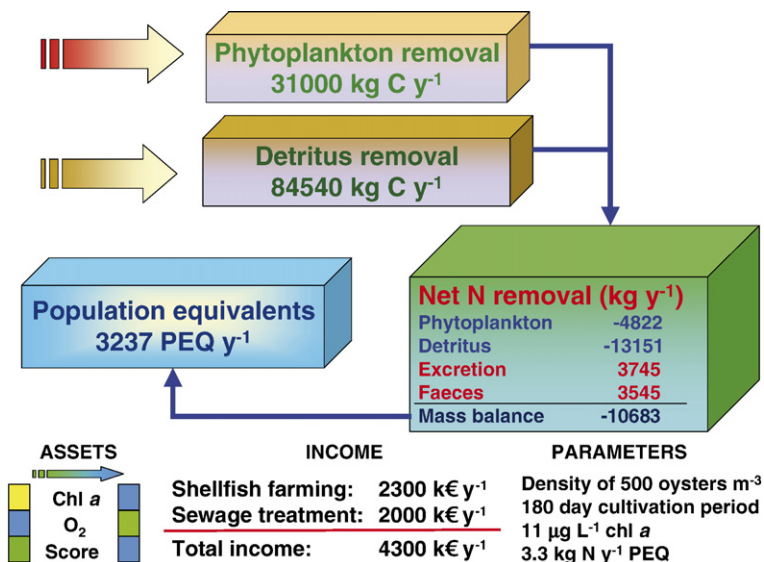 Phytoplankton removal
31000 kg C y⁻¹
Detritus removal
84540 kg C y⁻¹
Population equivalents
3237 PEQ y⁻¹
Net N removal (kg y⁻¹)
Phytoplankton -4822
Detritus -13151
Excretion 3745
Faeces 3545
Mass balance -10683
ASSETS
Chl a
O₂
Score
INCOME
Shellfish farming: 2300 k€ y⁻¹
Sewage treatment: 2000 k€ y⁻¹
Total income: 4300 k€ y⁻¹
PARAMETERS
Density of 500 oysters m⁻³
180 day cultivation period
11 µg L⁻¹ chl a
3.3 kg N y⁻¹ PEQ